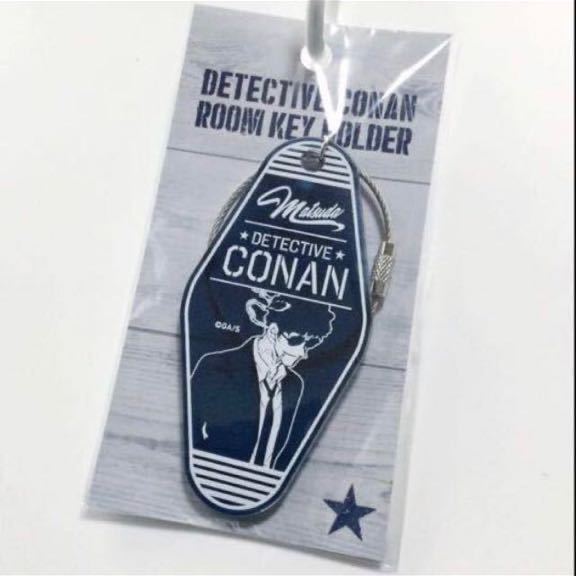 DETECTIVE CONAN
ROOM KEY HOLDER
Matsuda
★ DETECTIVE ★
CONAN
©GA/S